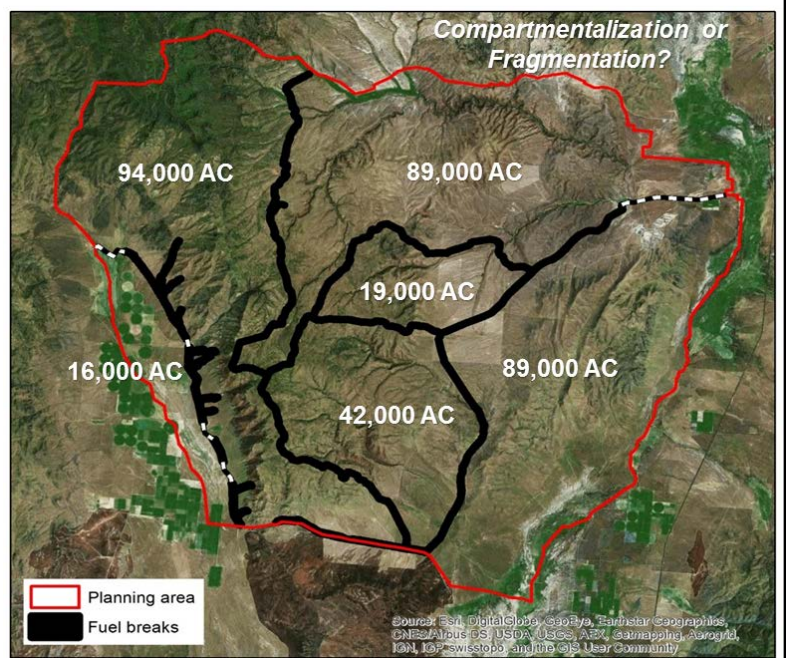 Compartmentalization or
Fragmentation?
94,000 AC
89,000 AC
19,000 AC
16,000 AC
89,000 AC
42,000 AC
Planning area
Fuel breaks
Source: Esri, DigitalGlobe, GeoEye, Earthstar Geographics,
CNES/Airbus DS, USDA, USGS, AEX, Getmapping, Aerogrid,
IGN, IGP, swisstopo, and the GIS User Community